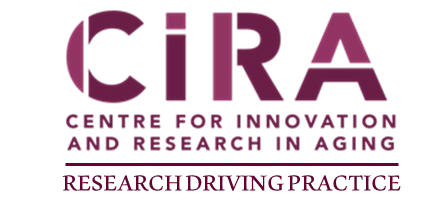 CiRA
CENTRE FOR INNOVATION
AND RESEARCH IN AGING
RESEARCH DRIVING PRACTICE